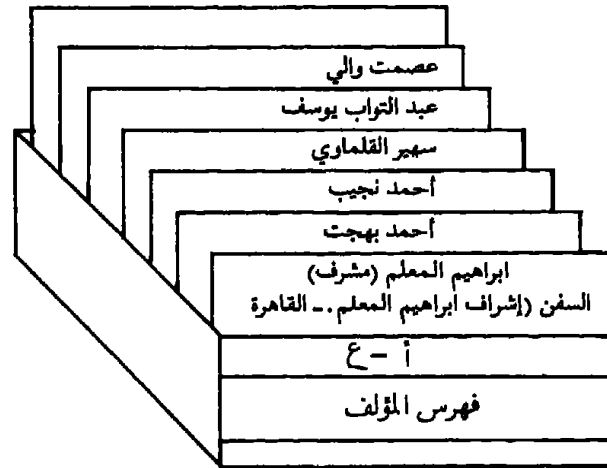 عصمت والي
عبد التواب يوسف
سهير القلماوي
أحمد نجيب
أحمد بهجت
ابراهيم المعلم (مشرف)
السفن (إشراف ابراهيم المعلم .ــ القاهرة
أ – ع
فهرس المؤلف